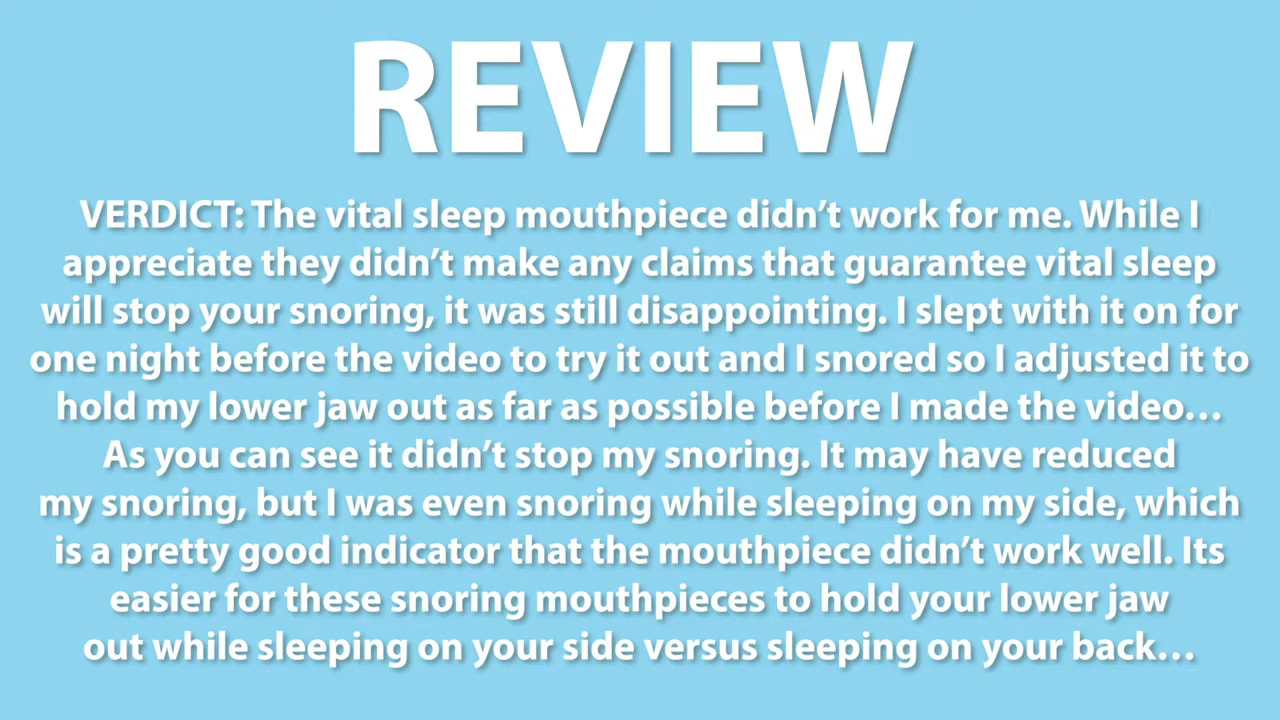 REVIEW
VERDICT: The vital sleep mouthpiece didn’t work for me. While I
appreciate they didn’t make any claims that guarantee vital sleep
will stop your snoring, it was still disappointing. I slept with it on for
one night before the video to try it out and I snored so I adjusted it to
hold my lower jaw out as far as possible before I made the video…
As you can see it didn’t stop my snoring. It may have reduced
my snoring, but I was even snoring while sleeping on my side, which
is a pretty good indicator that the mouthpiece didn’t work well. Its
easier for these snoring mouthpieces to hold your lower jaw
out while sleeping on your side versus sleeping on your back…